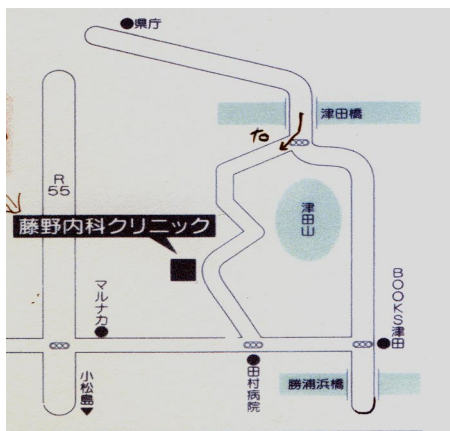 県庁
津田橋
to
R
55
津田山
藤野内科クリニック
マルナカ
BOOKS津田
小松島
田村病院
勝浦浜橋